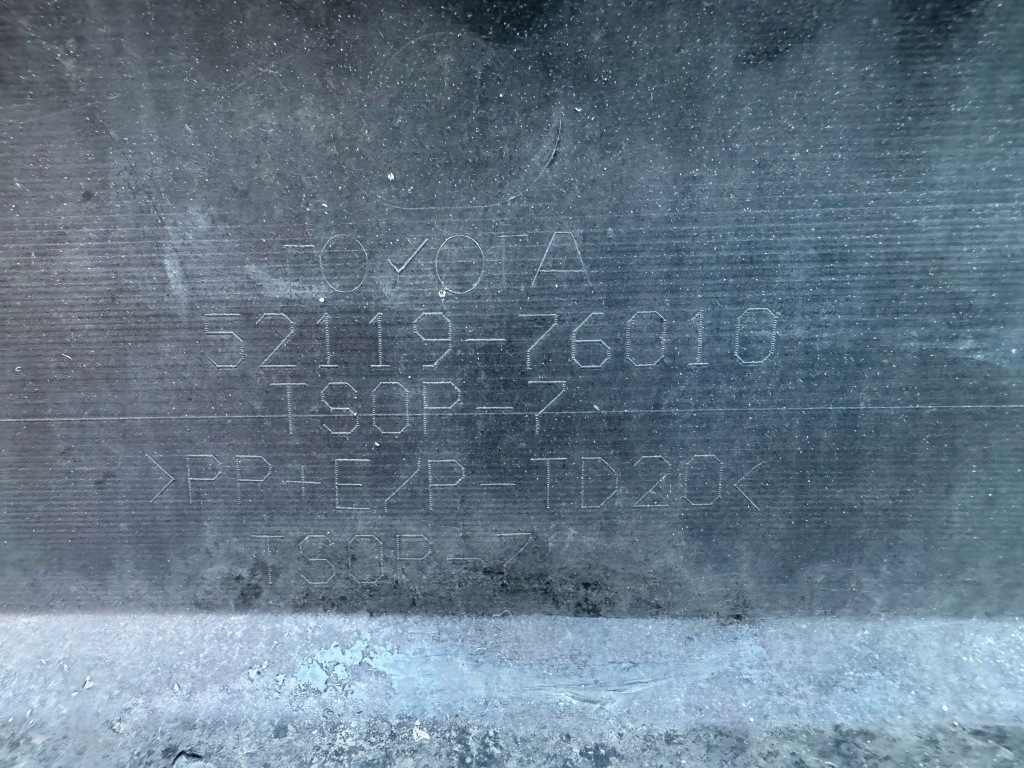 TOYOTA
52119-76010
TSOP-7
>PP+E/P-TD20<
TSOP-7